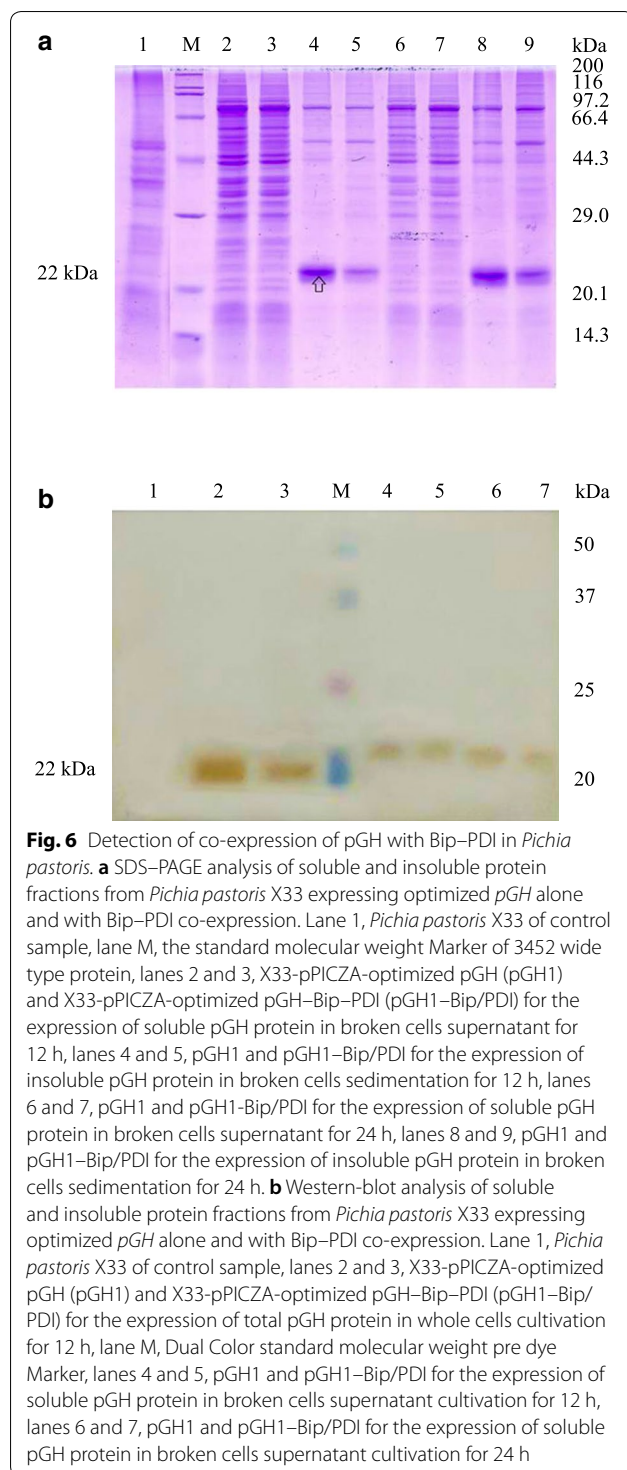 a
1 M 2 3 4 5 6 7 8 9 kDa
200
116
97.2
66.4
44.3
29.0
22 kDa
20.1
14.3
b
1 2 3 M 4 5 6 7 kDa
50
37
25
22 kDa
20
Fig. 6 Detection of co-expression of pGH with Bip–PDI in Pichia
pastoris. a SDS–PAGE analysis of soluble and insoluble protein
fractions from Pichia pastoris X33 expressing optimized pGH alone
and with Bip–PDI co-expression. Lane 1, Pichia pastoris X33 of control
sample, lane M, the standard molecular weight Marker of 3452 wide
type protein, lanes 2 and 3, X33-pPICZA-optimized pGH (pGH1)
and X33-pPICZA-optimized pGH–Bip–PDI (pGH1–Bip/PDI) for the
expression of soluble pGH protein in broken cells supernatant for
12 h, lanes 4 and 5, pGH1 and pGH1–Bip/PDI for the expression of
insoluble pGH protein in broken cells sedimentation for 12 h, lanes
6 and 7, pGH1 and pGH1-Bip/PDI for the expression of soluble pGH
protein in broken cells supernatant for 24 h, lanes 8 and 9, pGH1 and
pGH1–Bip/PDI for the expression of insoluble pGH protein in broken
cells sedimentation for 24 h. b Western-blot analysis of soluble
and insoluble protein fractions from Pichia pastoris X33 expressing
optimized pGH alone and with Bip–PDI co-expression. Lane 1, Pichia
pastoris X33 of control sample, lanes 2 and 3, X33-pPICZA-optimized
pGH (pGH1) and X33-pPICZA-optimized pGH–Bip–PDI (pGH1–Bip/
PDI) for the expression of total pGH protein in whole cells cultivation
for 12 h, lane M, Dual Color standard molecular weight pre dye
Marker, lanes 4 and 5, pGH1 and pGH1–Bip/PDI for the expression of
soluble pGH protein in broken cells supernatant cultivation for 12 h,
lanes 6 and 7, pGH1 and pGH1–Bip/PDI for the expression of soluble
pGH protein in broken cells supernatant cultivation for 24 h